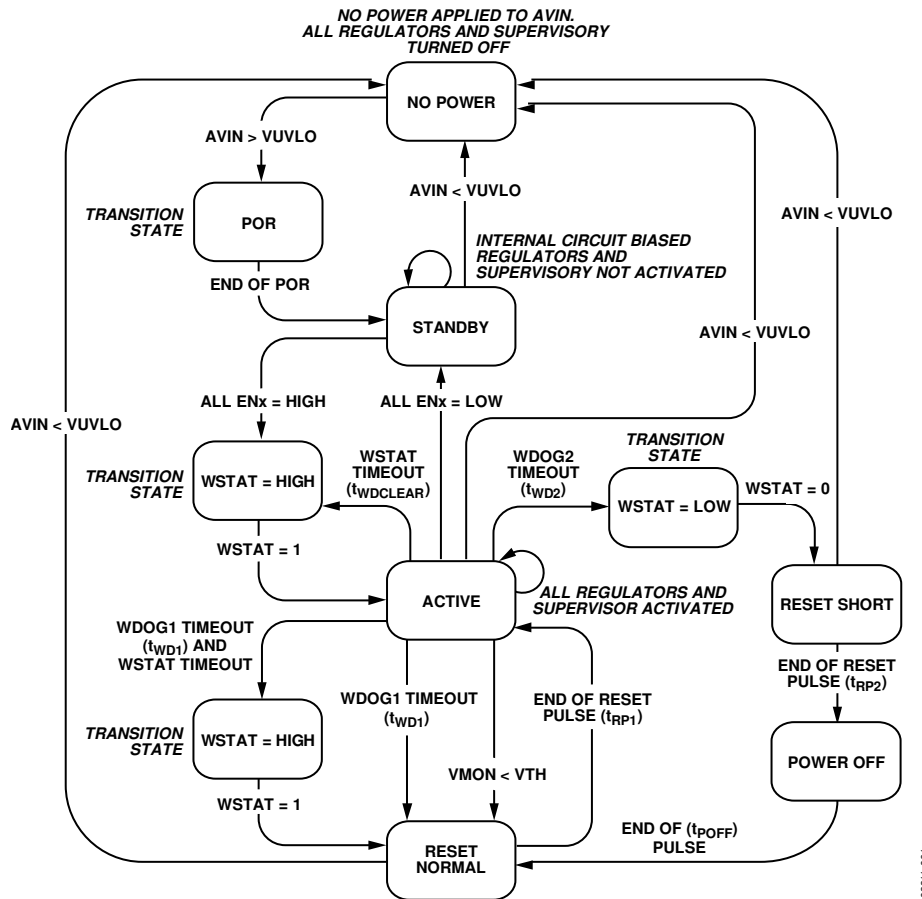 NO POWER APPLIED TO AVIN.
ALL REGULATORS AND SUPERVISORY
TURNED OFF
NO POWER
AVIN > VUVLO
AVIN < VUVLO
AVIN < VUVLO
TRANSITION
STATE
POR
INTERNAL CIRCUIT BIASED
REGULATORS AND
SUPERVISORY NOT ACTIVATED
END OF POR
STANDBY
AVIN < VUVLO
ALL ENx = HIGH
ALL ENx = LOW
AVIN < VUVLO
TRANSITION
STATE
WSTAT = HIGH
WSTAT
TIMEOUT
(tWDCLEAR)
WDOG2
TIMEOUT
(tWD2)
TRANSITION
STATE
WSTAT = LOW
WSTAT = 0
WSTAT = 1
ACTIVE
ALL REGULATORS AND
SUPERVISOR ACTIVATED
RESET SHORT
WDOG1 TIMEOUT
(tWD1) AND
WSTAT TIMEOUT
WDOG1 TIMEOUT
(tWD1)
END OF RESET
PULSE (tRP1)
END OF RESET
PULSE (tRP2)
TRANSITION
STATE
WSTAT = HIGH
VMON < VTH
POWER OFF
WSTAT = 1
RESET
NORMAL
END OF (tPOFF)
PULSE